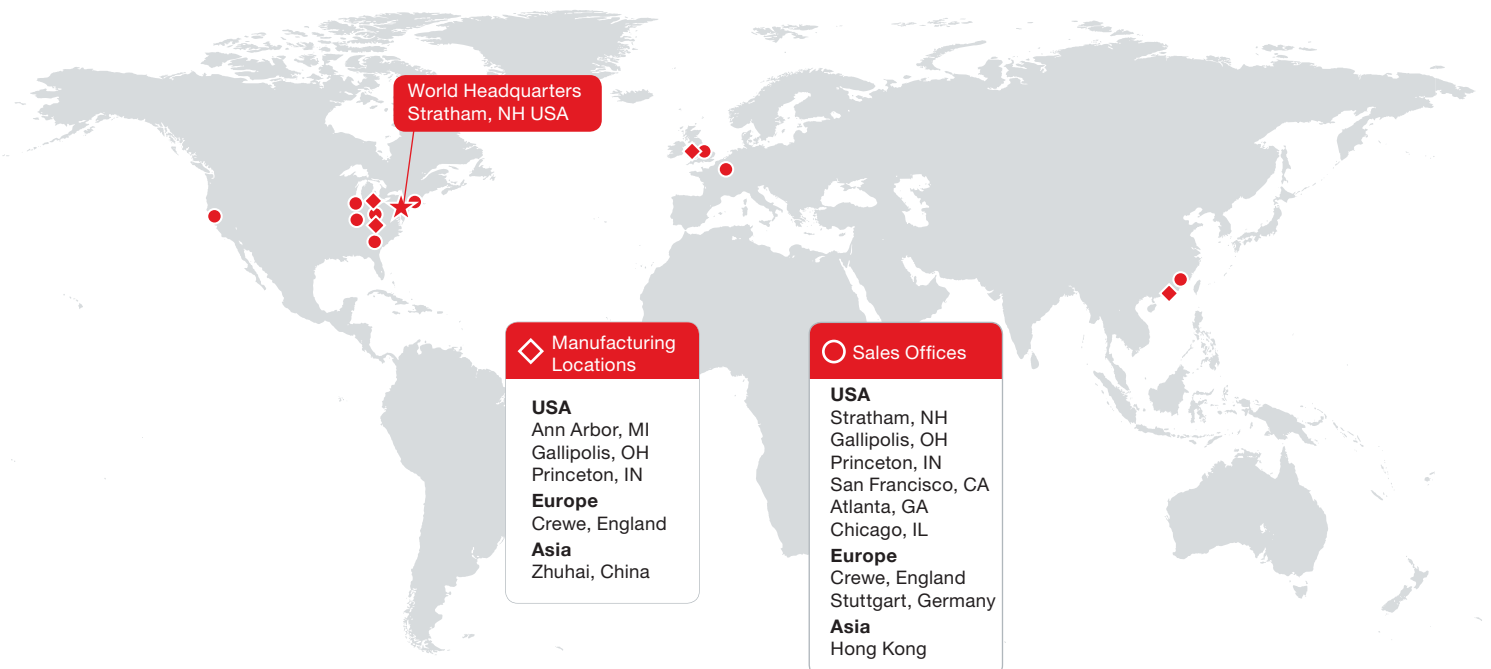 World Headquarters
Stratham, NH USA
Manufacturing
Locations
USA
Ann Arbor, MI
Gallipolis, OH
Princeton, IN
Europe
Crewe, England
Asia
Zhuhai, China
Sales Offices
USA
Stratham, NH
Gallipolis, OH
Princeton, IN
San Francisco, CA
Atlanta, GA
Chicago, IL
Europe
Crewe, England
Stuttgart, Germany
Asia
Hong Kong